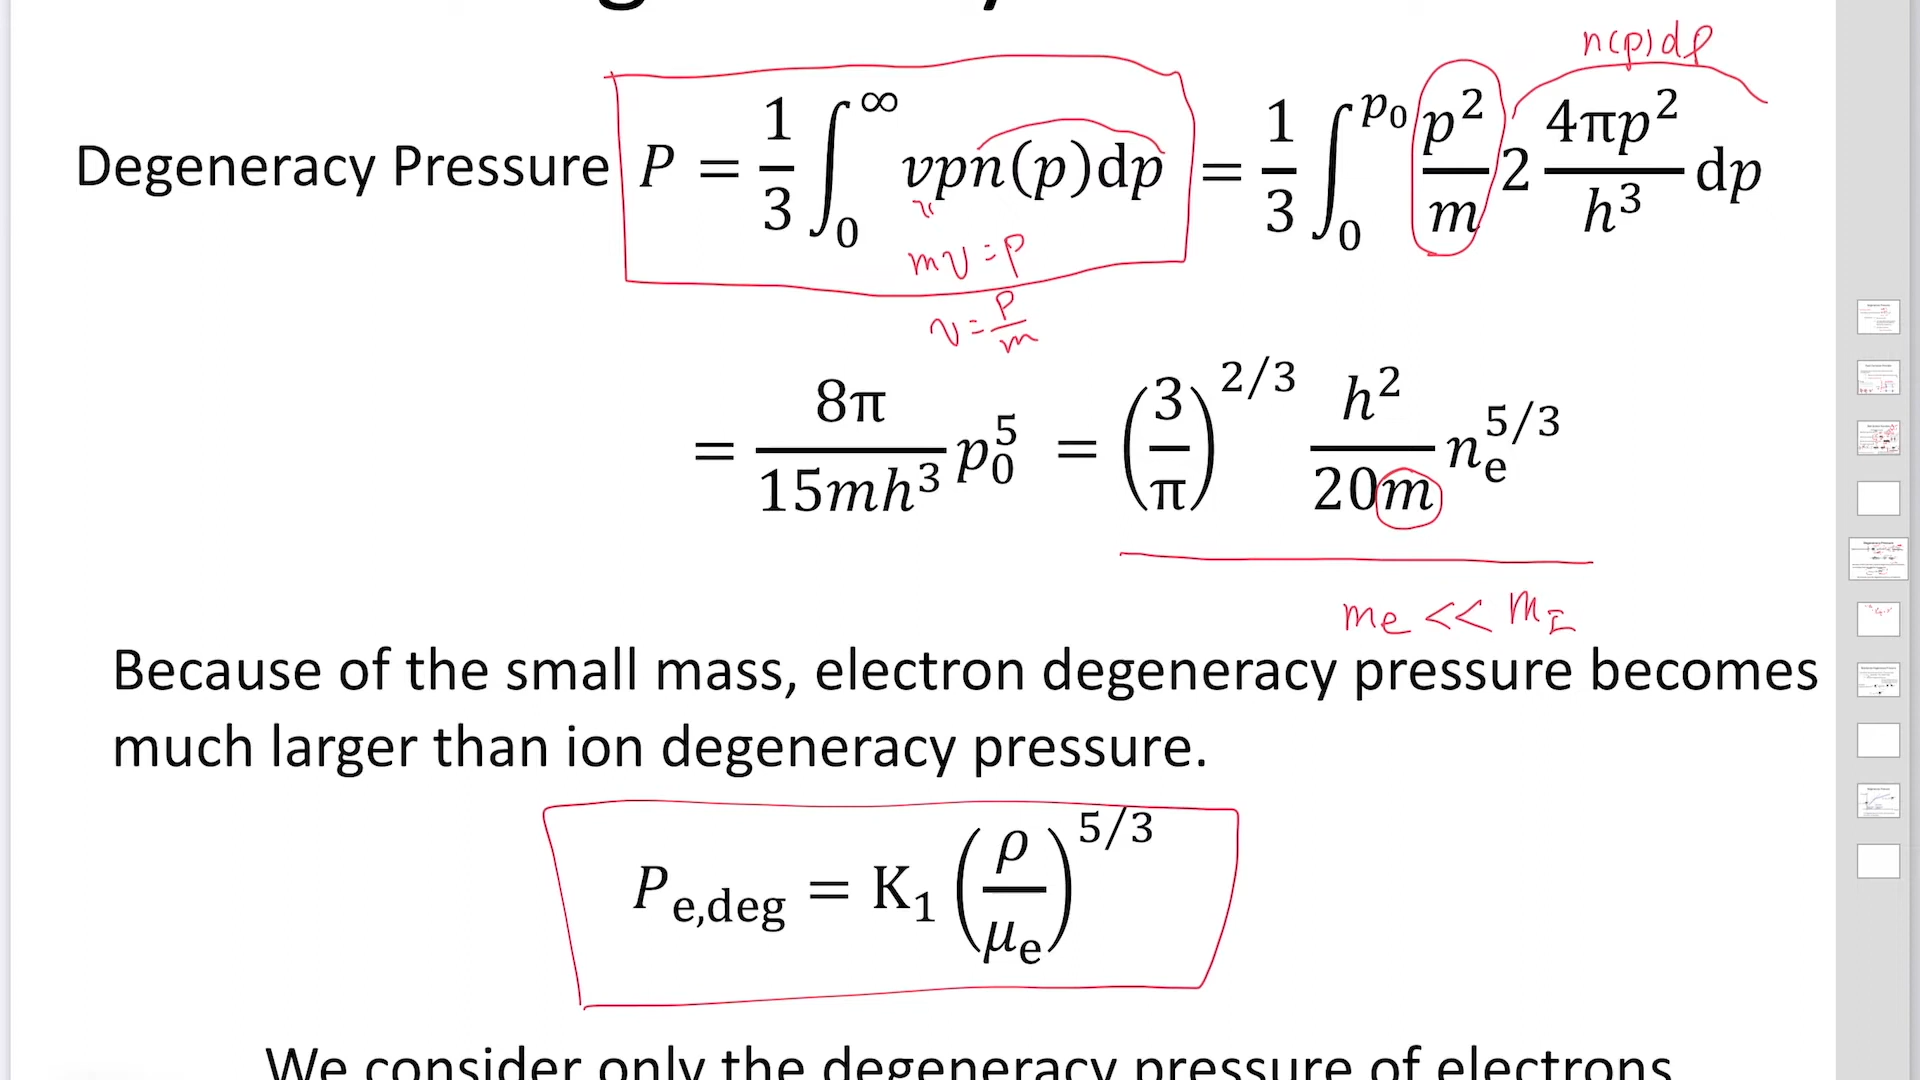 n(p)dp
Degeneracy Pressure P = 1/3 ∫₀^∞ vpn(p)dp = 1/3 ∫₀^p₀ p²/m 2 4πp²/h³ dp
mv = p
v = p/m
= 8π/15mh³ p₀⁵ = (3/π)^2/3 h²/20m nₑ^5/3
me << mI
Because of the small mass, electron degeneracy pressure becomes
much larger than ion degeneracy pressure.
P_e,deg = K₁ (ρ/μₑ)^5/3
We consider only the degeneracy pressure of electrons